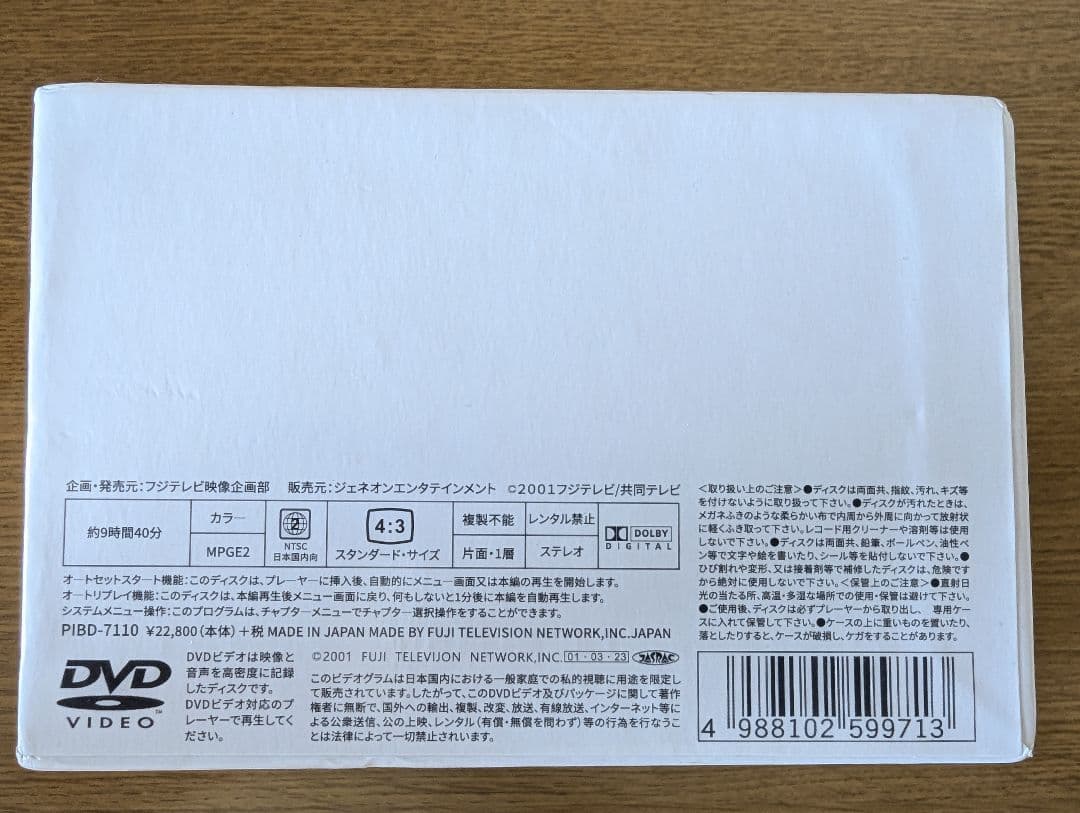 企画・発売元:フジテレビ映像企画部 販売元:ジェネオンエンタテインメント ©2001フジテレビ/共同テレビ
約9時間40分
カラー
MPGE2
2
NTSC
日本国内向
4:3
スタンダード・サイズ
複製不能
レンタル禁止
片面・1層
ステレオ
DOLBY
DIGITAL
オートセットスタート機能:このディスクは、プレーヤーに挿入後、自動的にメニュー画面又は本編の再生を開始します。
オートリプレイ機能:このディスクは、本編再生後メニュー画面に戻り、何もしないと1分後に本編を自動再生します。
システムメニュー操作:このプログラムは、チャプターメニューでチャプター選択操作をすることができます。
PIBD-7110 ¥22,800(本体)+税 MADE IN JAPAN MADE BY FUJI TELEVISION NETWORK,INC.JAPAN
DVD
VIDEO
TM
DVDビデオは映像と
音声を高密度に記録
したディスクです。
DVDビデオ対応のプ
レーヤーで再生してく
ださい。
©2001 FUJI TELEVIJON NETWORK,INC. 01・03・23 JASRAC
このビデオグラムは日本国内における一般家庭での私的視聴に用途を限定し
て販売されています。したがって、このDVDビデオ及びパッケージに関して著作
権者に無断で、国外への輸出、複製、改変、放送、有線放送、インターネット等に
よる公衆送信、公の上映、レンタル(有償・無償を問わず)等の行為を行なうこ
とは法律によって一切禁止されいます。
<取り扱い上のご注意>●ディスクは両面共、指紋、汚れ、キズ等
を付けないように取り扱って下さい。●ディスクが汚れたときは、
メガネふきのような柔らかい布で内周から外周に向かって放射状
に軽くふき取って下さい。レコード用クリーナーや溶剤等は使用
しないで下さい。●ディスクは両面共、鉛筆、ボールペン、油性ペ
ン等で文字や絵を書いたり、シール等を貼付しないで下さい。●
ひび割れや変形、又は接着剤等で補修したディスクは、危険です
から絶対に使用しないで下さい。<保管上のご注意>●直射日
光の当たる所、高温・多湿な場所での使用・保管は避けて下さい。
●ご使用後、ディスクは必ずプレーヤーから取り出し、 専用ケース
に入れて保管して下さい。●ケースの上に重いものを置いたり、
落としたりすると、ケースが破損し、ケガをすることがあります。
4 988102 599713